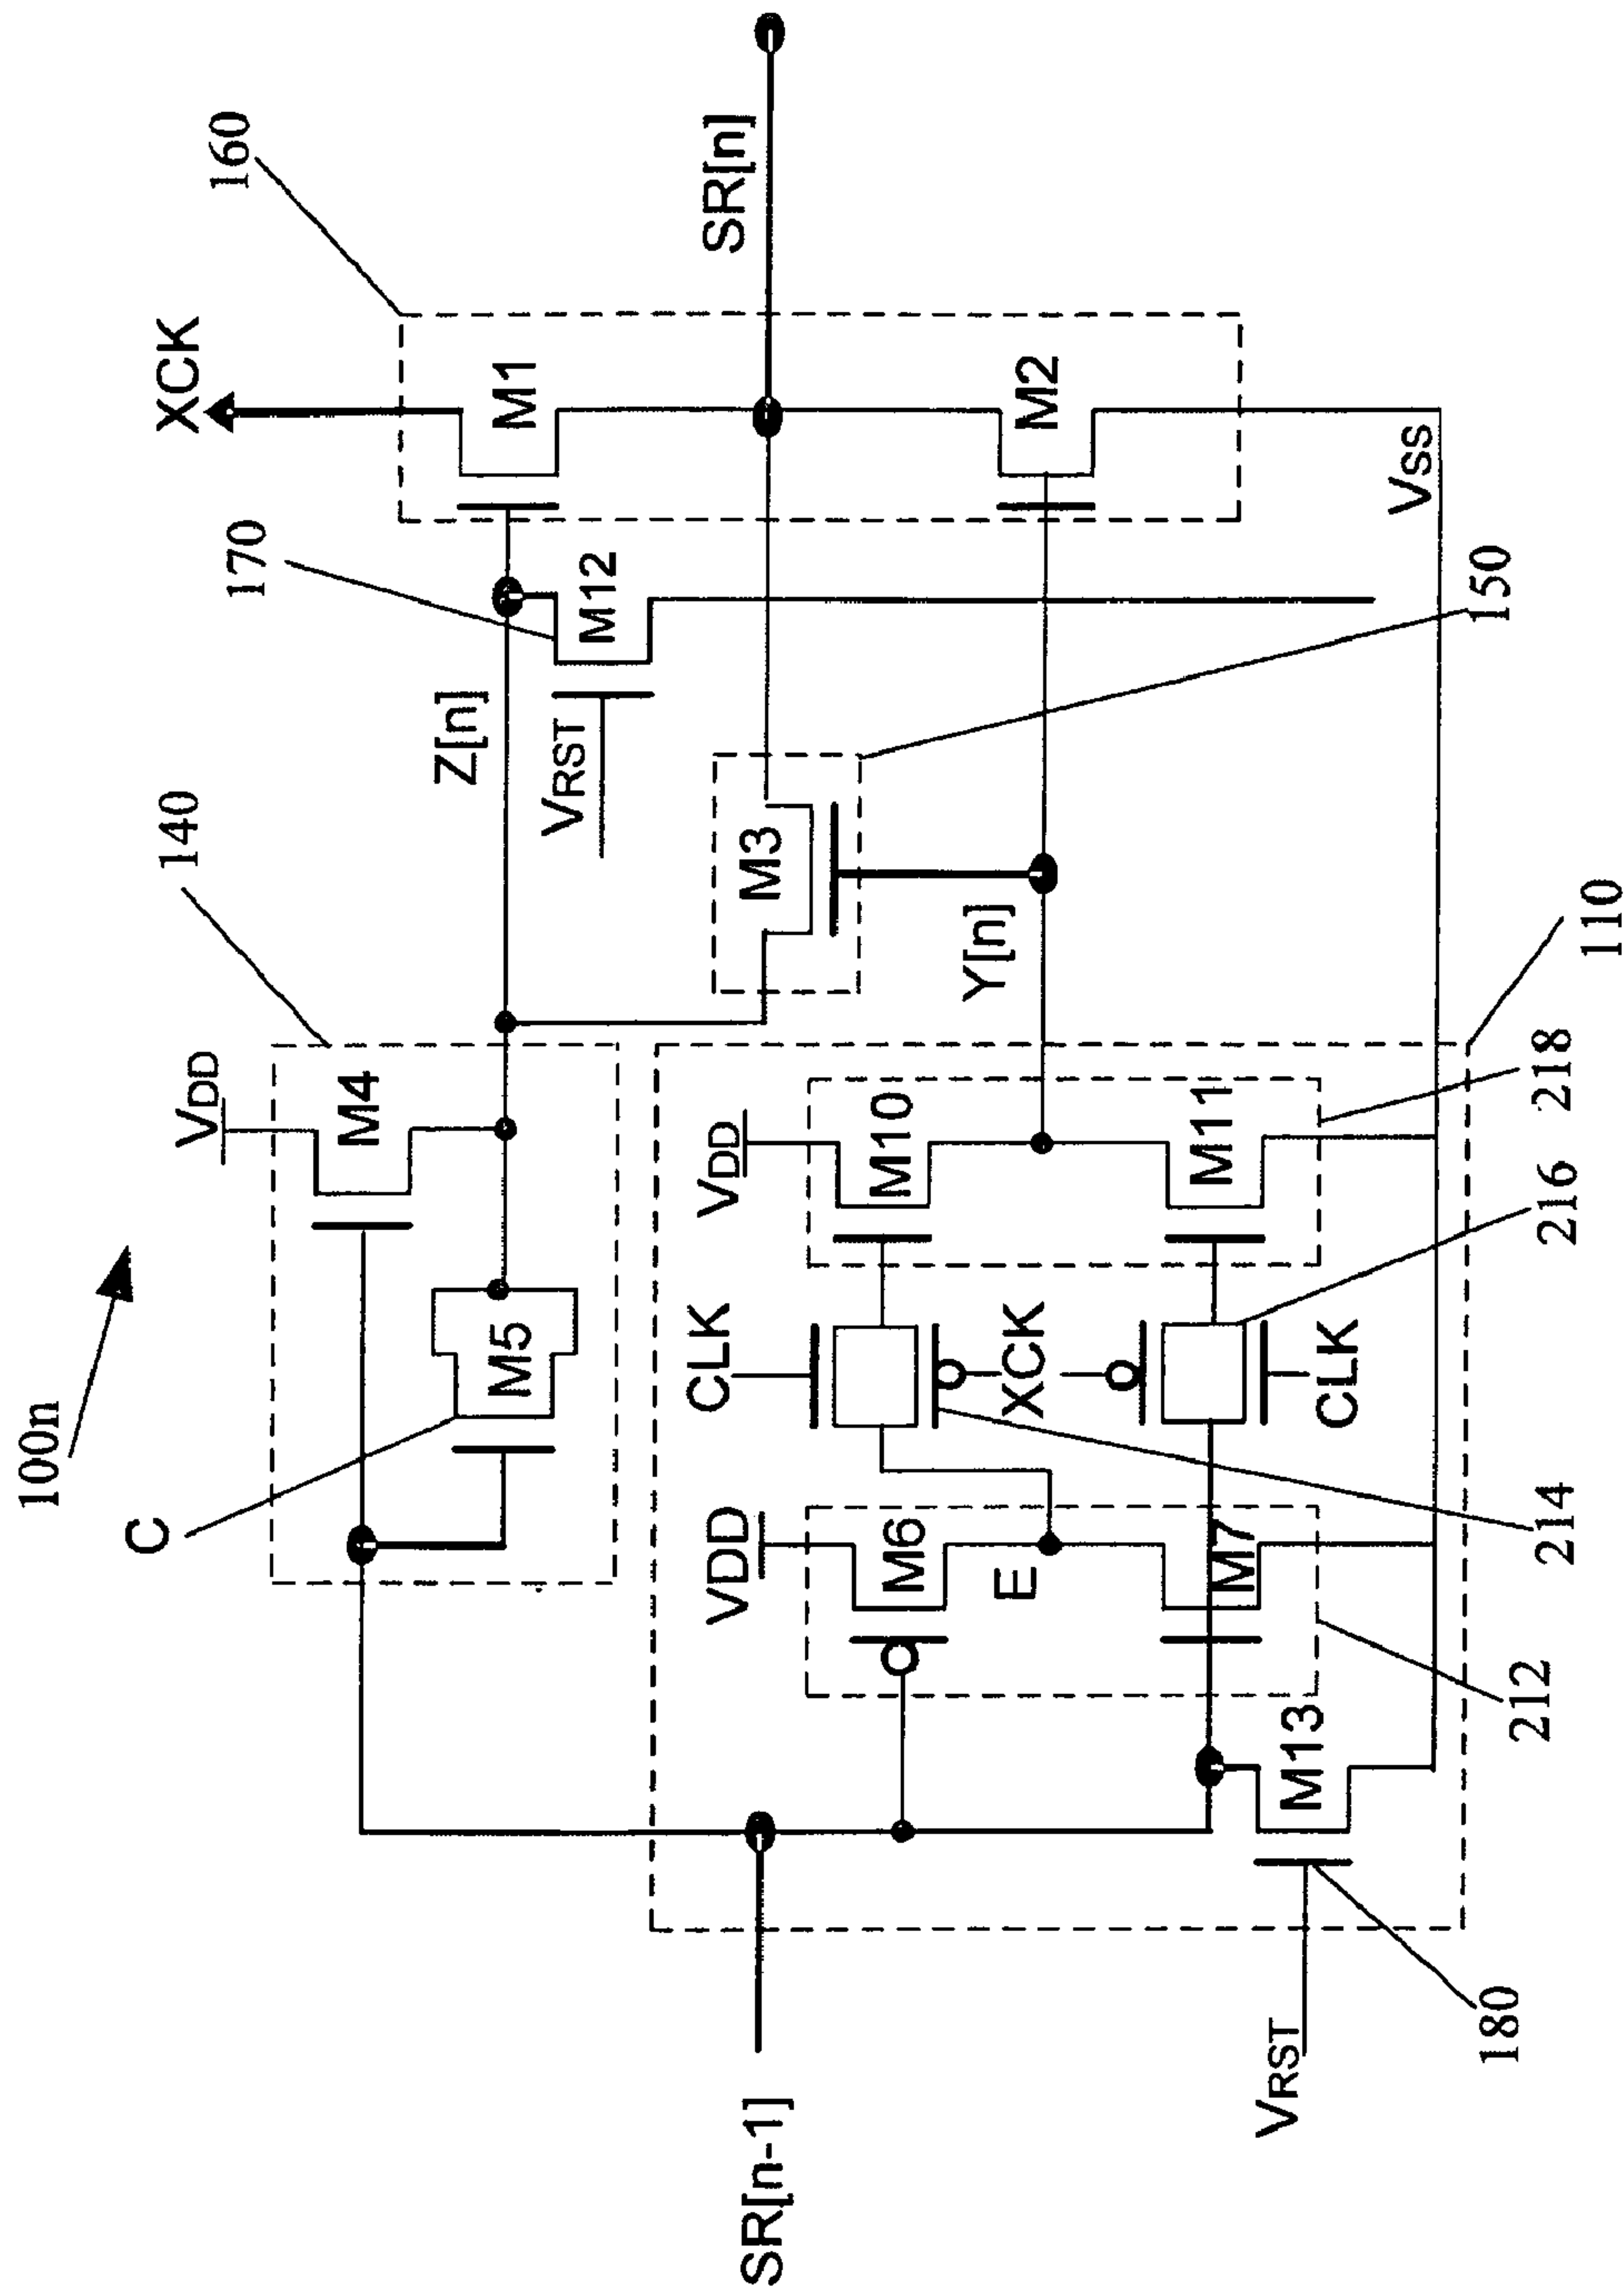 100n
C
140
VDD
M4
M5
Z[n]
VRST
170
M12
XCK
160
M1
SR[n]
M2
VSS
150
M3
Y[n]
110
VDD
M10
M11
218
216
CLK
XCK
CLK
214
VDD
M6
E
M7
212
M13
180
VRST
SR[n-1]